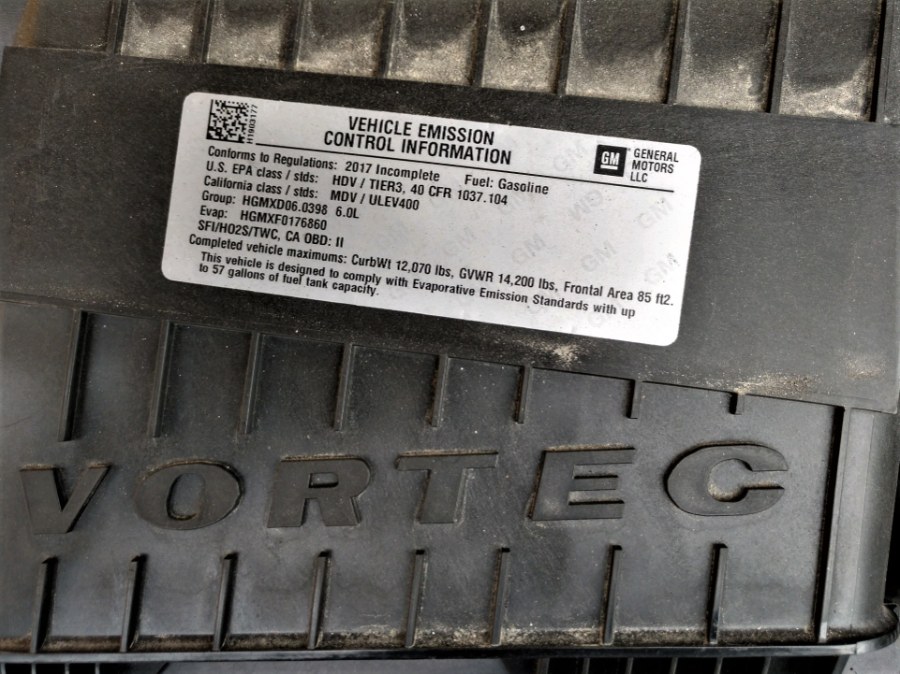 H1903177
VEHICLE EMISSION
CONTROL INFORMATION
GM
GENERAL
MOTORS
LLC
Conforms to Regulations: 2017 Incomplete Fuel: Gasoline
U.S. EPA class / stds: HDV / TIER3, 40 CFR 1037.104
California class / stds: MDV / ULEV400
Group: HGMXD06.0398 6.0L
Evap: HGMXF0176860
SFI/HO2S/TWC, CA OBD: II
Completed vehicle maximums: CurbWt 12,070 lbs, GVWR 14,200 lbs, Frontal Area 85 ft2.
This vehicle is designed to comply with Evaporative Emission Standards with up
to 57 gallons of fuel tank capacity.
VORTEC